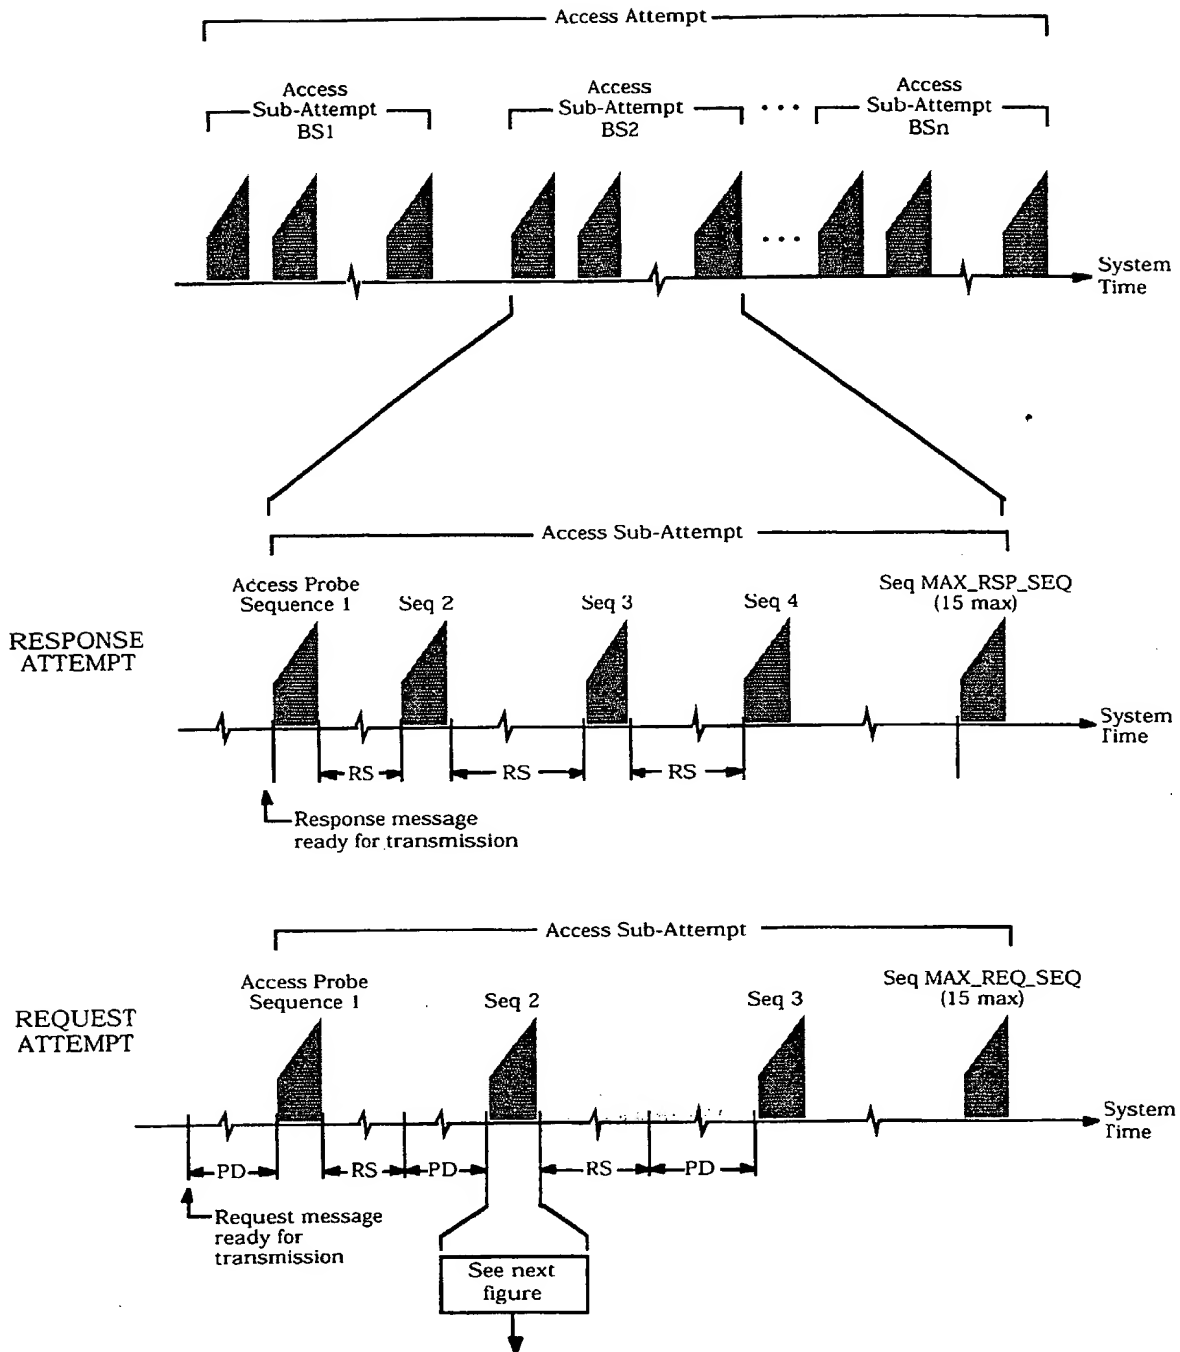 Access Attempt
Access
Sub-Attempt
BS1
Access
Sub-Attempt
BS2
• • •
Access
Sub-Attempt
BSn
• • •
System
Time
Access Sub-Attempt
Access Probe
Sequence 1
Seq 2
Seq 3
Seq 4
Seq MAX_RSP_SEQ
(15 max)
RESPONSE
ATTEMPT
System
Time
RS
RS
RS
Response message
ready for transmission
Access Sub-Attempt
Access Probe
Sequence 1
Seq 2
Seq 3
Seq MAX_REQ_SEQ
(15 max)
REQUEST
ATTEMPT
System
Time
PD
RS
PD
RS
PD
Request message
ready for
transmission
See next
figure